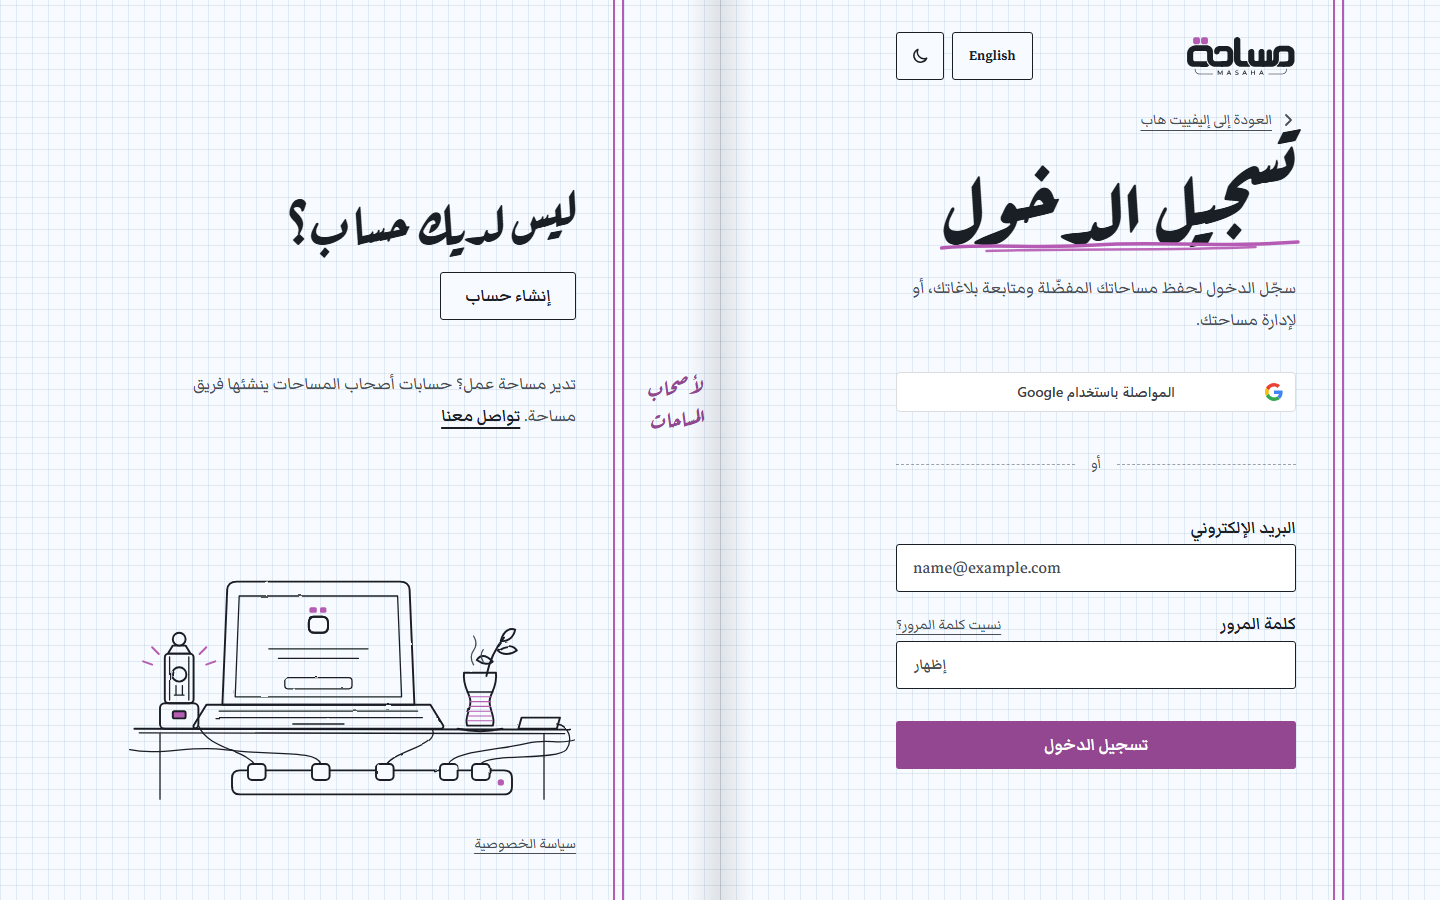 مساحة
MASAHA
English
العودة إلى إليفييت هاب
تسجيل الدخول
سجّل الدخول لحفظ مساحاتك المفضّلة ومتابعة بلاغاتك، أو
لإدارة مساحتك.
المواصلة باستخدام Google
أو
البريد الإلكتروني
name@example.com
كلمة المرور
نسيت كلمة المرور؟
إظهار
تسجيل الدخول
ليس لديك حساب؟
إنشاء حساب
لأصحاب
المساحات
تدير مساحة عمل؟ حسابات أصحاب المساحات ينشئها فريق
مساحة. تواصل معنا
سياسة الخصوصية